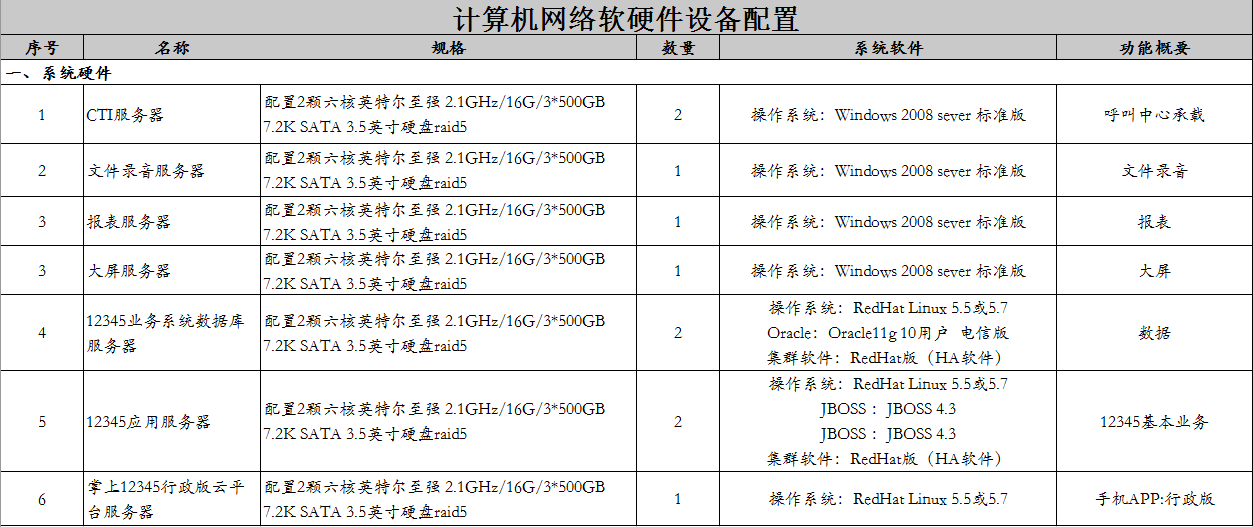 计算机网络软硬件设备配置
序号 名称 规格 数量 系统软件 功能概要
一、系统硬件
1 CTI服务器 配置2颗六核英特尔至强 2.1GHz/16G/3*500GB 2 操作系统：Windows 2008 sever 标准版 呼叫中心承载
7.2K SATA 3.5英寸硬盘raid5
2 文件录音服务器 配置2颗六核英特尔至强 2.1GHz/16G/3*500GB 1 操作系统：Windows 2008 sever 标准版 文件录音
7.2K SATA 3.5英寸硬盘raid5
3 报表服务器 配置2颗六核英特尔至强 2.1GHz/16G/3*500GB 1 操作系统：Windows 2008 sever 标准版 报表
7.2K SATA 3.5英寸硬盘raid5
3 大屏服务器 配置2颗六核英特尔至强 2.1GHz/16G/3*500GB 1 操作系统：Windows 2008 sever 标准版 大屏
7.2K SATA 3.5英寸硬盘raid5
4 12345业务系统数据库 配置2颗六核英特尔至强 2.1GHz/16G/3*500GB 2 操作系统：RedHat Linux 5.5或5.7 数据
服务器 7.2K SATA 3.5英寸硬盘raid5 Oracle：Oracle11g 10用户 电信版
集群软件：RedHat版（HA软件）
5 12345应用服务器 配置2颗六核英特尔至强 2.1GHz/16G/3*500GB 2 操作系统：RedHat Linux 5.5或5.7 12345基本业务
7.2K SATA 3.5英寸硬盘raid5 JBOSS：JBOSS 4.3
JBOSS：JBOSS 4.3
集群软件：RedHat版（HA软件）
6 掌上12345行政版云平 配置2颗六核英特尔至强 2.1GHz/16G/3*500GB 1 操作系统：RedHat Linux 5.5或5.7 手机APP:行政版
台服务器 7.2K SATA 3.5英寸硬盘raid5